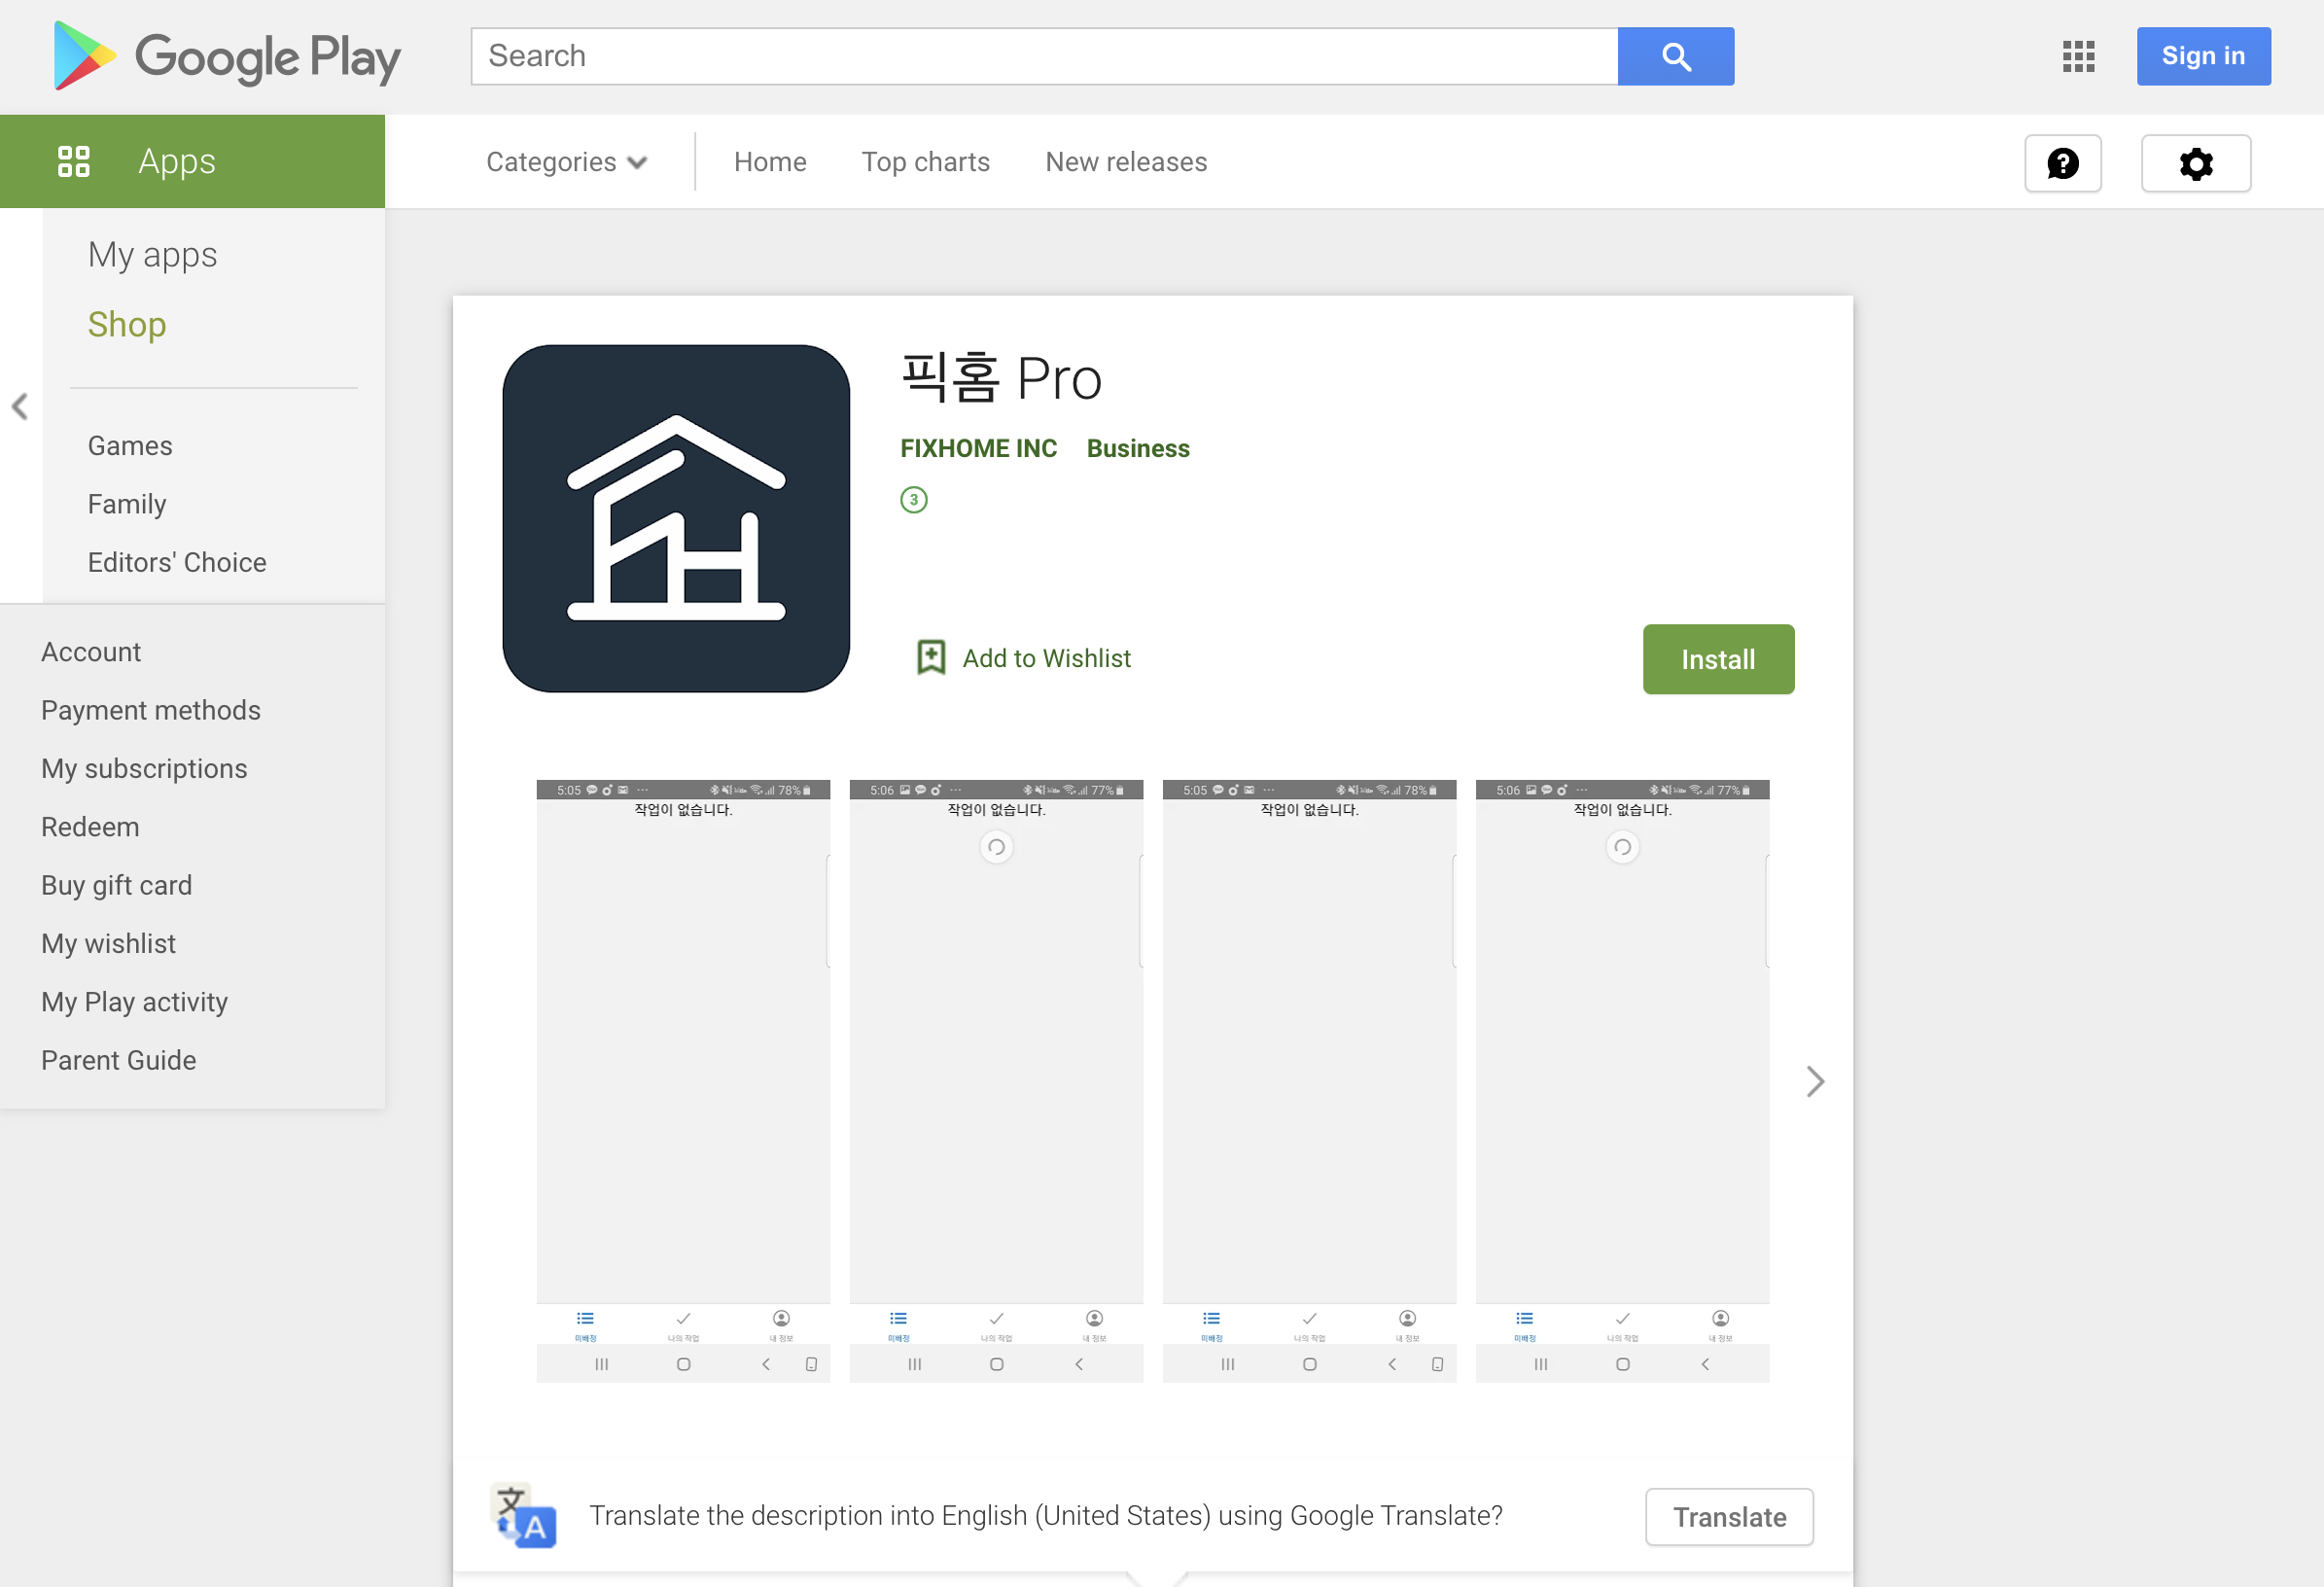 Google Play
Search
Sign in
Apps
Categories
Home
Top charts
New releases
My apps
Shop
Games
Family
Editors' Choice
Account
Payment methods
My subscriptions
Redeem
Buy gift card
My wishlist
My Play activity
Parent Guide
픽홈 Pro
FIXHOME INC Business
3
Add to Wishlist
Install
5:05 78%
작업이 없습니다.
미배정 나의 작업 내 정보
5:06 77%
작업이 없습니다.
미배정 나의 작업 내 정보
5:05 78%
작업이 없습니다.
미배정 나의 작업 내 정보
5:06 77%
작업이 없습니다.
미배정 나의 작업 내 정보
Translate the description into English (United States) using Google Translate?
Translate